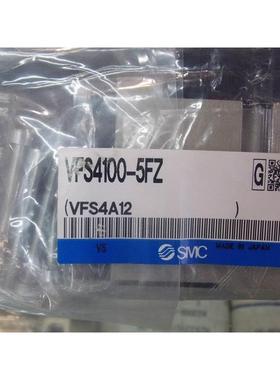 VFS4100-5FZ
G
(VFS4A12 )
VS SMC MADE IN JAPAN